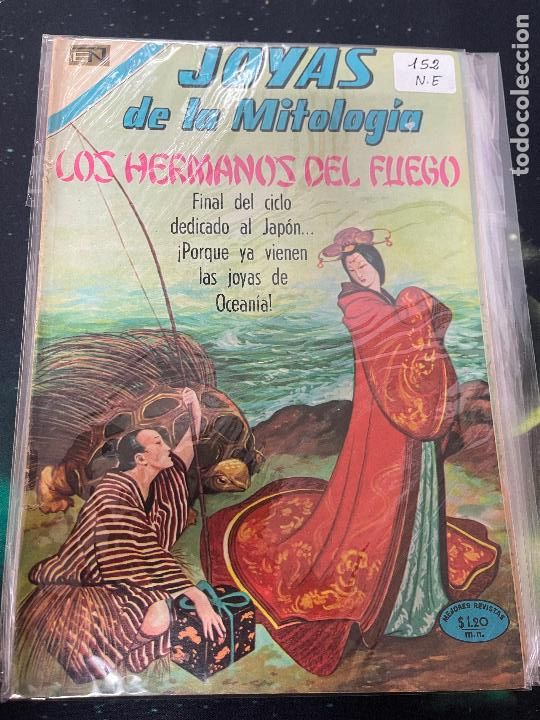 EN
JOYAS
de la Mitología
LOS HERMANOS DEL FUEGO
Final del ciclo
dedicado al Japón...
¡Porque ya vienen
las joyas de
Oceanía!
152
N.E
MEJORES REVISTAS
$1.20
m.n.
todocoleccion